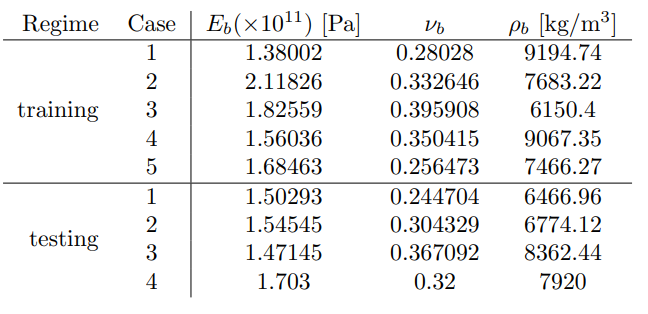 Regime Case E_b(×10^11) [Pa] ν_b ρ_b [kg/m^3]
1 1.38002 0.28028 9194.74
2 2.11826 0.332646 7683.22
training 3 1.82559 0.395908 6150.4
4 1.56036 0.350415 9067.35
5 1.68463 0.256473 7466.27
1 1.50293 0.244704 6466.96
2 1.54545 0.304329 6774.12
testing
3 1.47145 0.367092 8362.44
4 1.703 0.32 7920